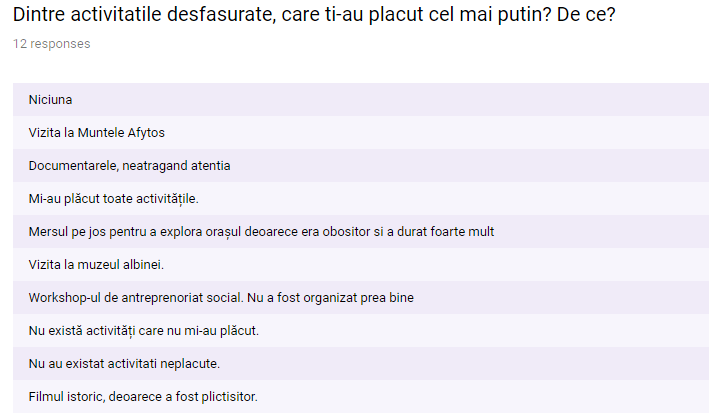 Dintre activitatile desfasurate, care ti-au placut cel mai putin? De ce?
12 responses
Niciuna
Vizita la Muntele Afytos
Documentarele, neatragand atentia
Mi-au plăcut toate activitățile.
Mersul pe jos pentru a explora orașul deoarece era obositor si a durat foarte mult
Vizita la muzeul albinei.
Workshop-ul de antreprenoriat social. Nu a fost organizat prea bine
Nu există activități care nu mi-au plăcut.
Nu au existat activitati neplacute.
Filmul istoric, deoarece a fost plictisitor.